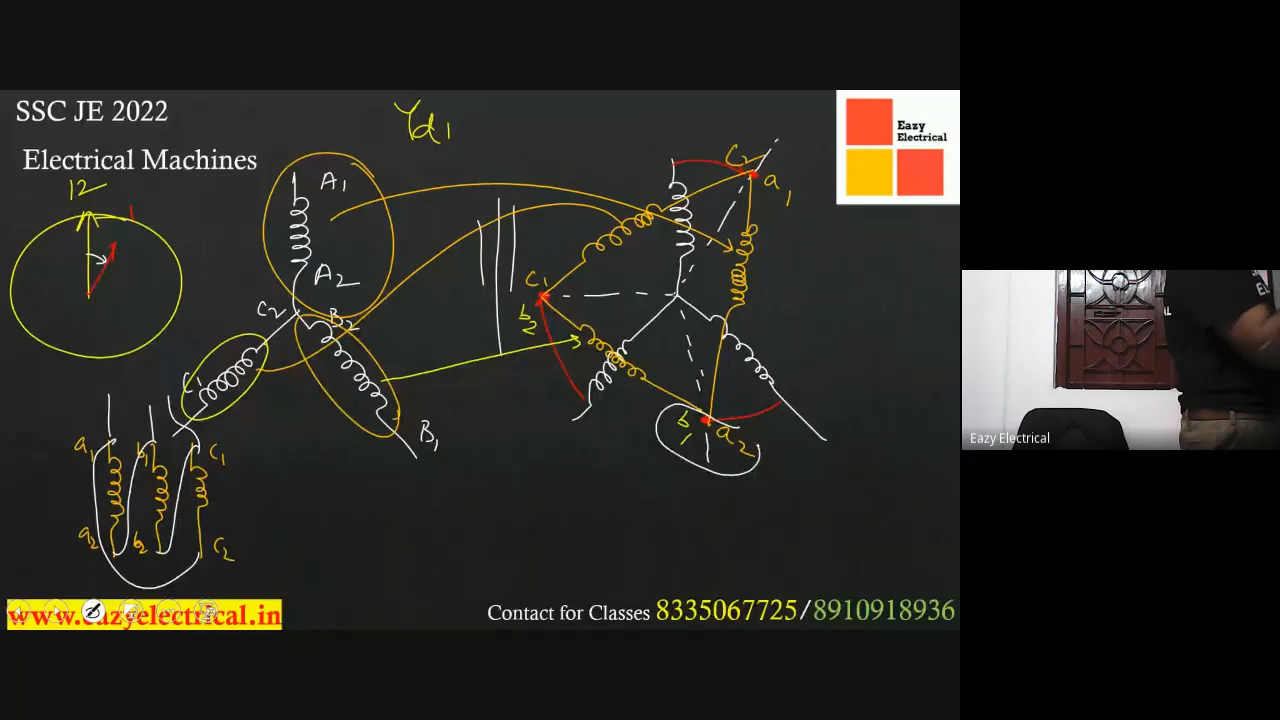 SSC JE 2022
Electrical Machines
Yd1
Eazy
Electrical
12
1
A1
A2
C2
B2
C1
B1
C2
a1
C1
b2
b1
a2
a1
b1
C1
a2
b2
C2
Eazy Electrical
www.eazyelectrical.in
Contact for Classes 8335067725/8910918936